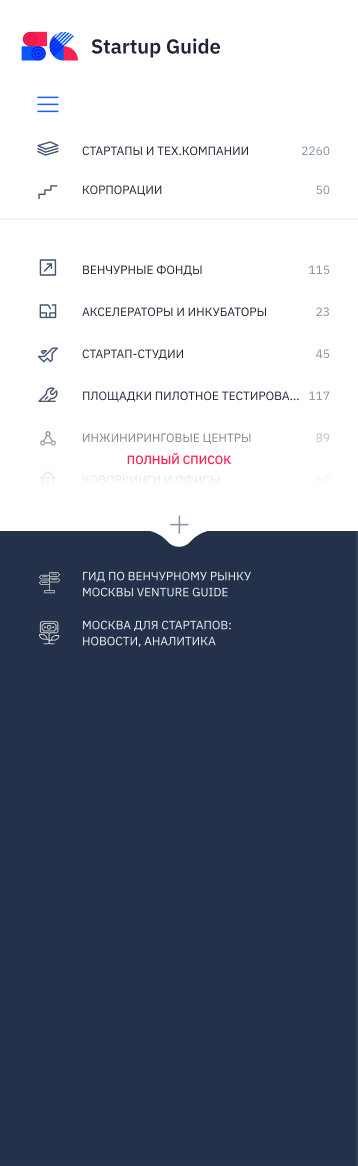 Startup Guide
СТАРТАПЫ И ТЕХ.КОМПАНИИ 2260
КОРПОРАЦИИ 50
ВЕНЧУРНЫЕ ФОНДЫ 115
АКСЕЛЕРАТОРЫ И ИНКУБАТОРЫ 23
СТАРТАП-СТУДИИ 45
ПЛОЩАДКИ ПИЛОТНОЕ ТЕСТИРОВА... 117
ИНЖИНИРИНГОВЫЕ ЦЕНТРЫ 89
ПОЛНЫЙ СПИСОК
КОВОРКИНГИ И ОФИСЫ 67
ГИД ПО ВЕНЧУРНОМУ РЫНКУ
МОСКВЫ VENTURE GUIDE
МОСКВА ДЛЯ СТАРТАПОВ:
НОВОСТИ, АНАЛИТИКА